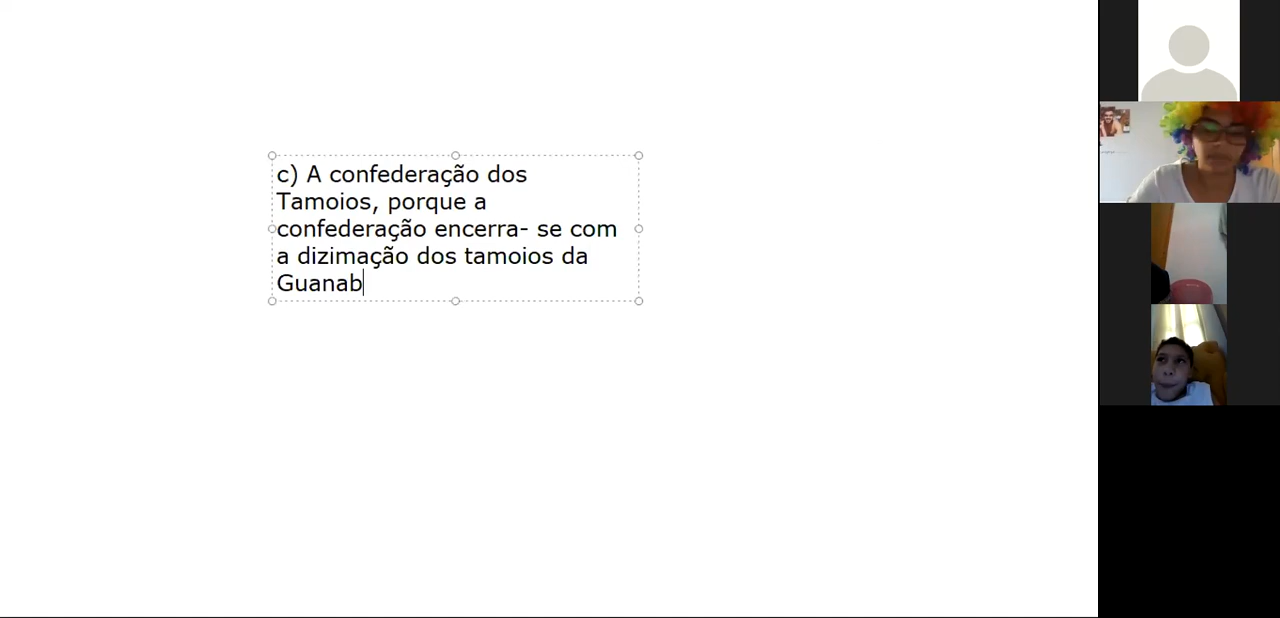 c) A confederação dos
Tamoios, porque a
confederação encerra- se com
a dizimação dos tamoios da
Guanab